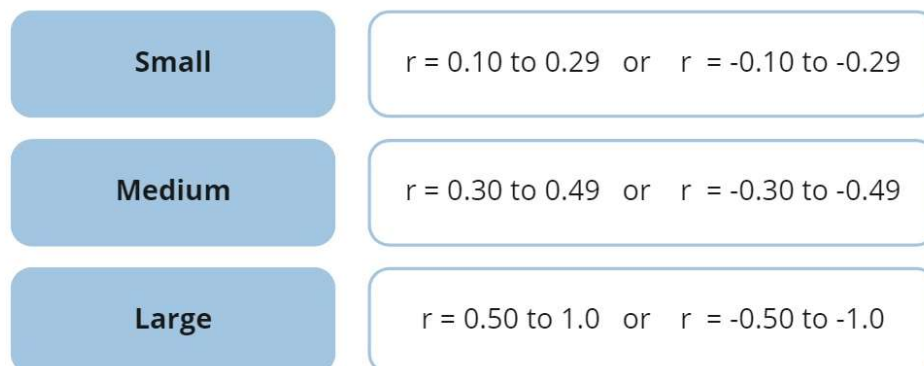 Small
r = 0.10 to 0.29 or r = -0.10 to -0.29
Medium
r = 0.30 to 0.49 or r = -0.30 to -0.49
Large
r = 0.50 to 1.0 or r = -0.50 to -1.0